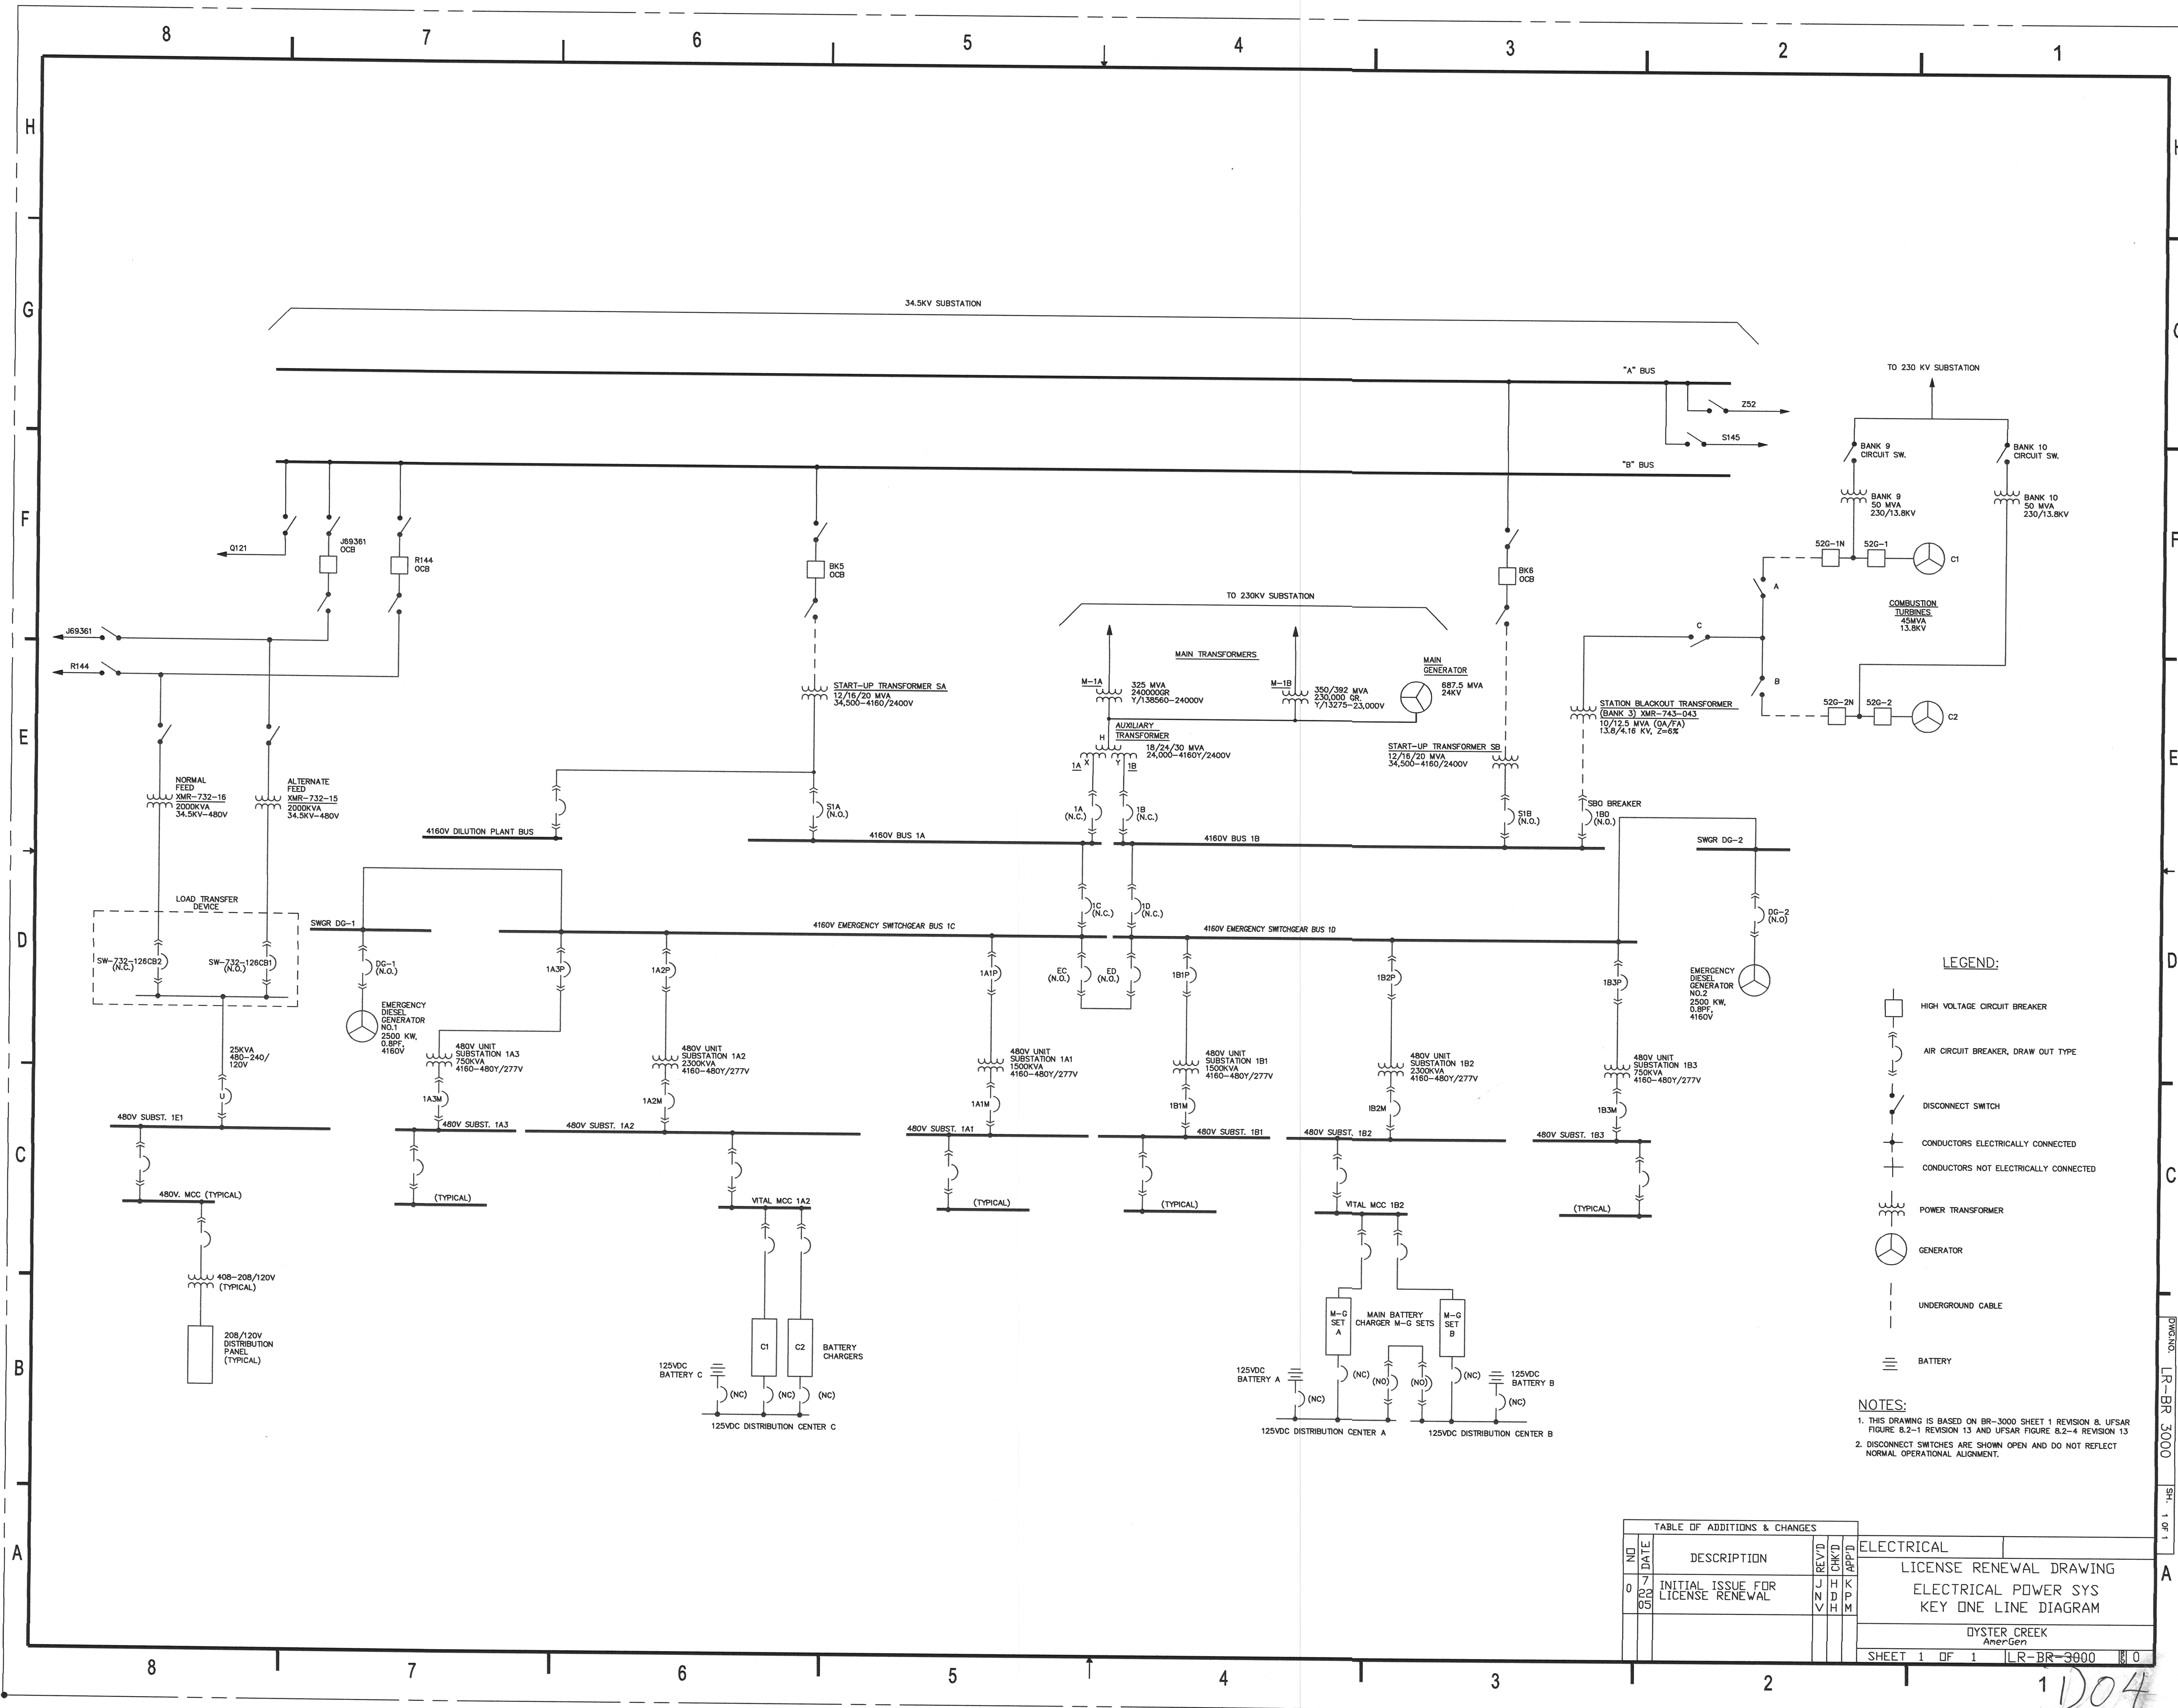 8 7 6 5 4 3 2 1
H
G
F
E
D
C
B
A
H
F
E
D
C
B
A
34.5KV SUBSTATION
"A" BUS
Z52
S145
"B" BUS
TO 230 KV SUBSTATION
BANK 9
CIRCUIT SW.
BANK 10
CIRCUIT SW.
BANK 9
50 MVA
230/13.8KV
BANK 10
50 MVA
230/13.8KV
52G-1N
52G-1
C1
A
COMBUSTION
TURBINES
45MVA
13.8KV
C
B
52G-2N
52G-2
C2
Q121
J69361
OCB
R144
OCB
J69361
R144
BK5
OCB
BK6
OCB
TO 230KV SUBSTATION
MAIN TRANSFORMERS
M-1A
325 MVA
240000GR
Y/138560-24000V
M-1B
350/392 MVA
230,000 GR.
Y/13275-23,000V
MAIN
GENERATOR
687.5 MVA
24KV
START-UP TRANSFORMER SA
12/16/20 MVA
34,500-4160/2400V
AUXILIARY
TRANSFORMER
18/24/30 MVA
24,000-4160Y/2400V
H
X
Y
1A
1B
START-UP TRANSFORMER SB
12/16/20 MVA
34,500-4160/2400V
STATION BLACKOUT TRANSFORMER
(BANK 3) XMR-743-043
10/12.5 MVA (OA/FA)
13.8/4.16 KV, Z=6%
NORMAL
FEED
XMR-732-16
2000KVA
34.5KV-480V
ALTERNATE
FEED
XMR-732-15
2000KVA
34.5KV-480V
S1A
(N.O.)
1A
(N.C.)
1B
(N.C.)
S1B
(N.O.)
SBO BREAKER
1B0
(N.O.)
4160V DILUTION PLANT BUS
4160V BUS 1A
4160V BUS 1B
SWGR DG-2
LOAD TRANSFER
DEVICE
SW-732-126CB2
(N.C.)
SW-732-126CB1
(N.O.)
SWGR DG-1
DG-1
(N.O.)
EMERGENCY
DIESEL
GENERATOR
NO.1
2500 KW,
0.8PF,
4160V
1C
(N.C.)
1D
(N.C.)
4160V EMERGENCY SWITCHGEAR BUS 1C
4160V EMERGENCY SWITCHGEAR BUS 1D
1A3P
1A2P
1A1P
EC
(N.O.)
ED
(N.O.)
1B1P
1B2P
1B3P
DG-2
(N.O)
EMERGENCY
DIESEL
GENERATOR
NO.2
2500 KW,
0.8PF,
4160V
25KVA
480-240/
120V
U
480V UNIT
SUBSTATION 1A3
750KVA
4160-480Y/277V
480V UNIT
SUBSTATION 1A2
2300KVA
4160-480Y/277V
480V UNIT
SUBSTATION 1A1
1500KVA
4160-480Y/277V
480V UNIT
SUBSTATION 1B1
1500KVA
4160-480Y/277V
480V UNIT
SUBSTATION 1B2
2300KVA
4160-480Y/277V
480V UNIT
SUBSTATION 1B3
750KVA
4160-480Y/277V
1A3M
1A2M
1A1M
1B1M
1B2M
1B3M
480V SUBST. 1E1
480V SUBST. 1A3
480V SUBST. 1A2
480V SUBST. 1A1
480V SUBST. 1B1
480V SUBST. 1B2
480V SUBST. 1B3
480V. MCC (TYPICAL)
(TYPICAL)
VITAL MCC 1A2
(TYPICAL)
(TYPICAL)
VITAL MCC 1B2
(TYPICAL)
408-208/120V
(TYPICAL)
208/120V
DISTRIBUTION
PANEL
(TYPICAL)
C1
C2
BATTERY
CHARGERS
125VDC
BATTERY C
(NC)
(NC)
(NC)
125VDC DISTRIBUTION CENTER C
M-G
SET
A
MAIN BATTERY
CHARGER M-G SETS
M-G
SET
B
125VDC
BATTERY A
(NC)
(NC)
(NO)
(NO)
(NC)
125VDC
BATTERY B
(NC)
125VDC DISTRIBUTION CENTER A
125VDC DISTRIBUTION CENTER B
LEGEND:
HIGH VOLTAGE CIRCUIT BREAKER
AIR CIRCUIT BREAKER, DRAW OUT TYPE
DISCONNECT SWITCH
CONDUCTORS ELECTRICALLY CONNECTED
CONDUCTORS NOT ELECTRICALLY CONNECTED
POWER TRANSFORMER
GENERATOR
UNDERGROUND CABLE
BATTERY
NOTES:
1. THIS DRAWING IS BASED ON BR-3000 SHEET 1 REVISION 8. UFSAR
FIGURE 8.2-1 REVISION 13 AND UFSAR FIGURE 8.2-4 REVISION 13
2. DISCONNECT SWITCHES ARE SHOWN OPEN AND DO NOT REFLECT
NORMAL OPERATIONAL ALIGNMENT.
DWG.NO. LR-BR 3000 SH. 1 OF 1
TABLE OF ADDITIONS & CHANGES
NO DATE DESCRIPTION REV'D CHK'D APP'D
0 7 22 05 INITIAL ISSUE FOR LICENSE RENEWAL JNV HDH KPM
ELECTRICAL
LICENSE RENEWAL DRAWING
ELECTRICAL POWER SYS
KEY ONE LINE DIAGRAM
OYSTER CREEK
AmerGen
SHEET 1 OF 1 LR-BR-3000 0
8 7 6 5 4 3 2 1
D04